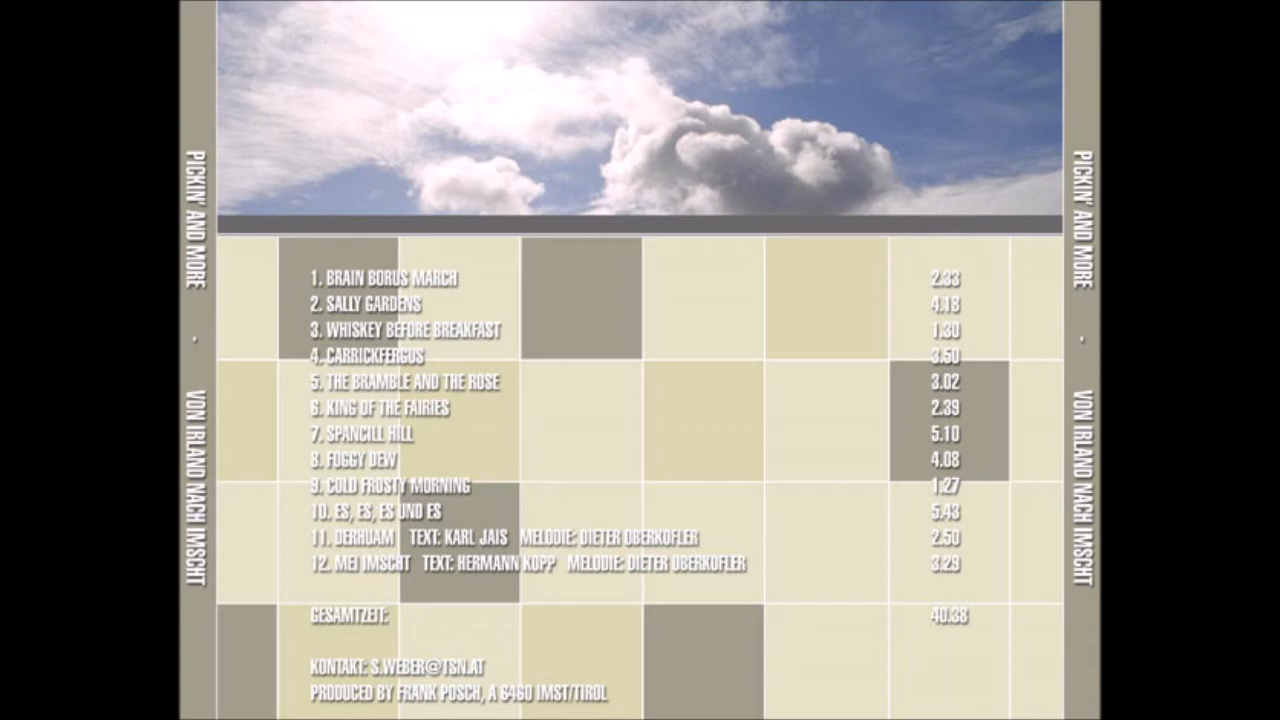 PICKIN' AND MORE · VON IRLAND NACH IMSCHT
1. BRAIN BORUS MARCH 2.33
2. SALLY GARDENS 4.18
3. WHISKEY BEFORE BREAKFAST 1.30
4. CARRICKFERGUS 3.50
5. THE BRAMBLE AND THE ROSE 3.02
6. KING OF THE FAIRIES 2.39
7. SPANCILL HILL 5.10
8. FOGGY DEW 4.08
9. COLD FROSTY MORNING 1:27
10. ES, ES, ES UND ES 5.43
11. DERHUAM TEXT: KARL JAIS MELODIE: DIETER OBERKOFLER 2.50
12. MEI IMSCHT TEXT: HERMANN KOPP MELODIE: DIETER OBERKOFLER 3.29
GESAMTZEIT: 40.38
KONTAKT: S.WEBER@TSN.AT
PRODUCED BY FRANK POSCH, A 6460 IMST/TIROL
PICKIN' AND MORE · VON IRLAND NACH IMSCHT